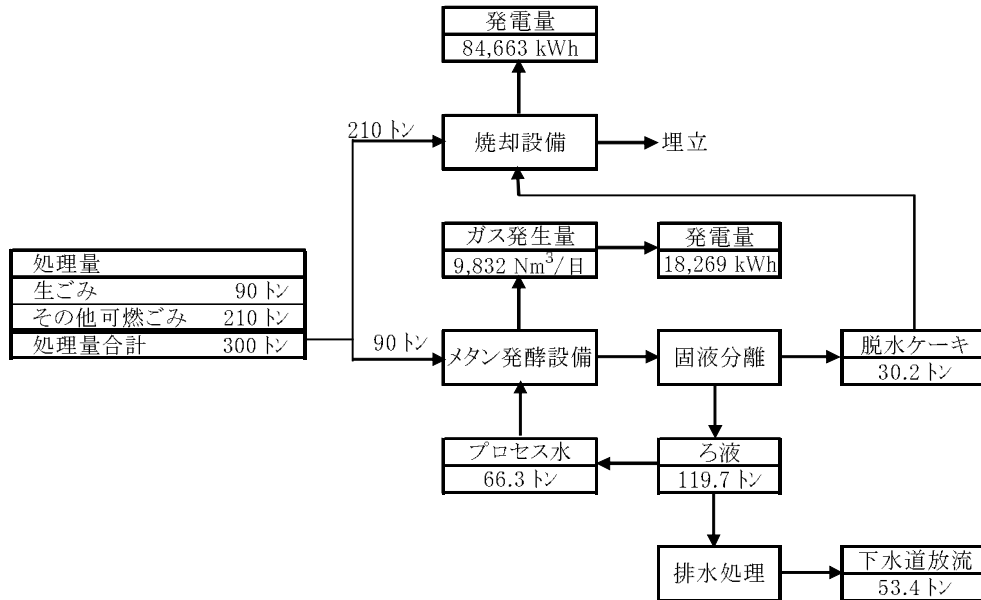 発電量
84,663 kWh
210 トン
焼却設備
埋立
ガス発生量
9,832 Nm³/日
発電量
18,269 kWh
処理量
生ごみ 90 トン
その他可燃ごみ 210 トン
処理量合計 300 トン
90 トン
メタン発酵設備
固液分離
脱水ケーキ
30.2 トン
プロセス水
66.3 トン
ろ液
119.7 トン
排水処理
下水道放流
53.4 トン